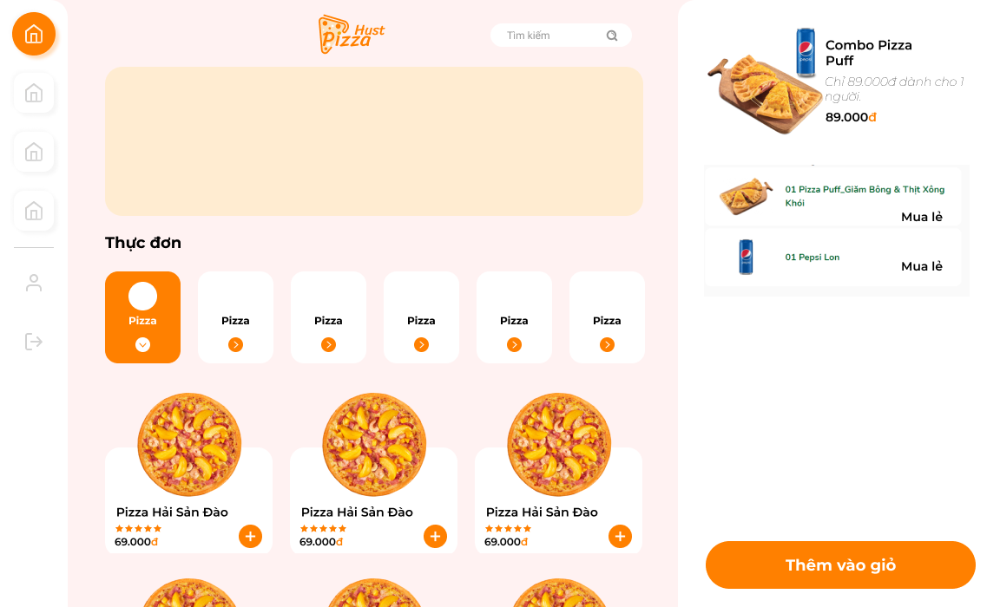 Hust
Pizza
Tìm kiếm
Thực đơn
Pizza
Pizza
Pizza
Pizza
Pizza
Pizza
Pizza Hải Sản Đào
69.000đ
Pizza Hải Sản Đào
69.000đ
Pizza Hải Sản Đào
69.000đ
pepsi
Combo Pizza
Puff
Chỉ 89.000đ dành cho 1
người.
89.000đ
01 Pizza Puff_Giăm Bông & Thịt Xông
Khói
Mua lẻ
01 Pepsi Lon
Mua lẻ
Thêm vào giỏ